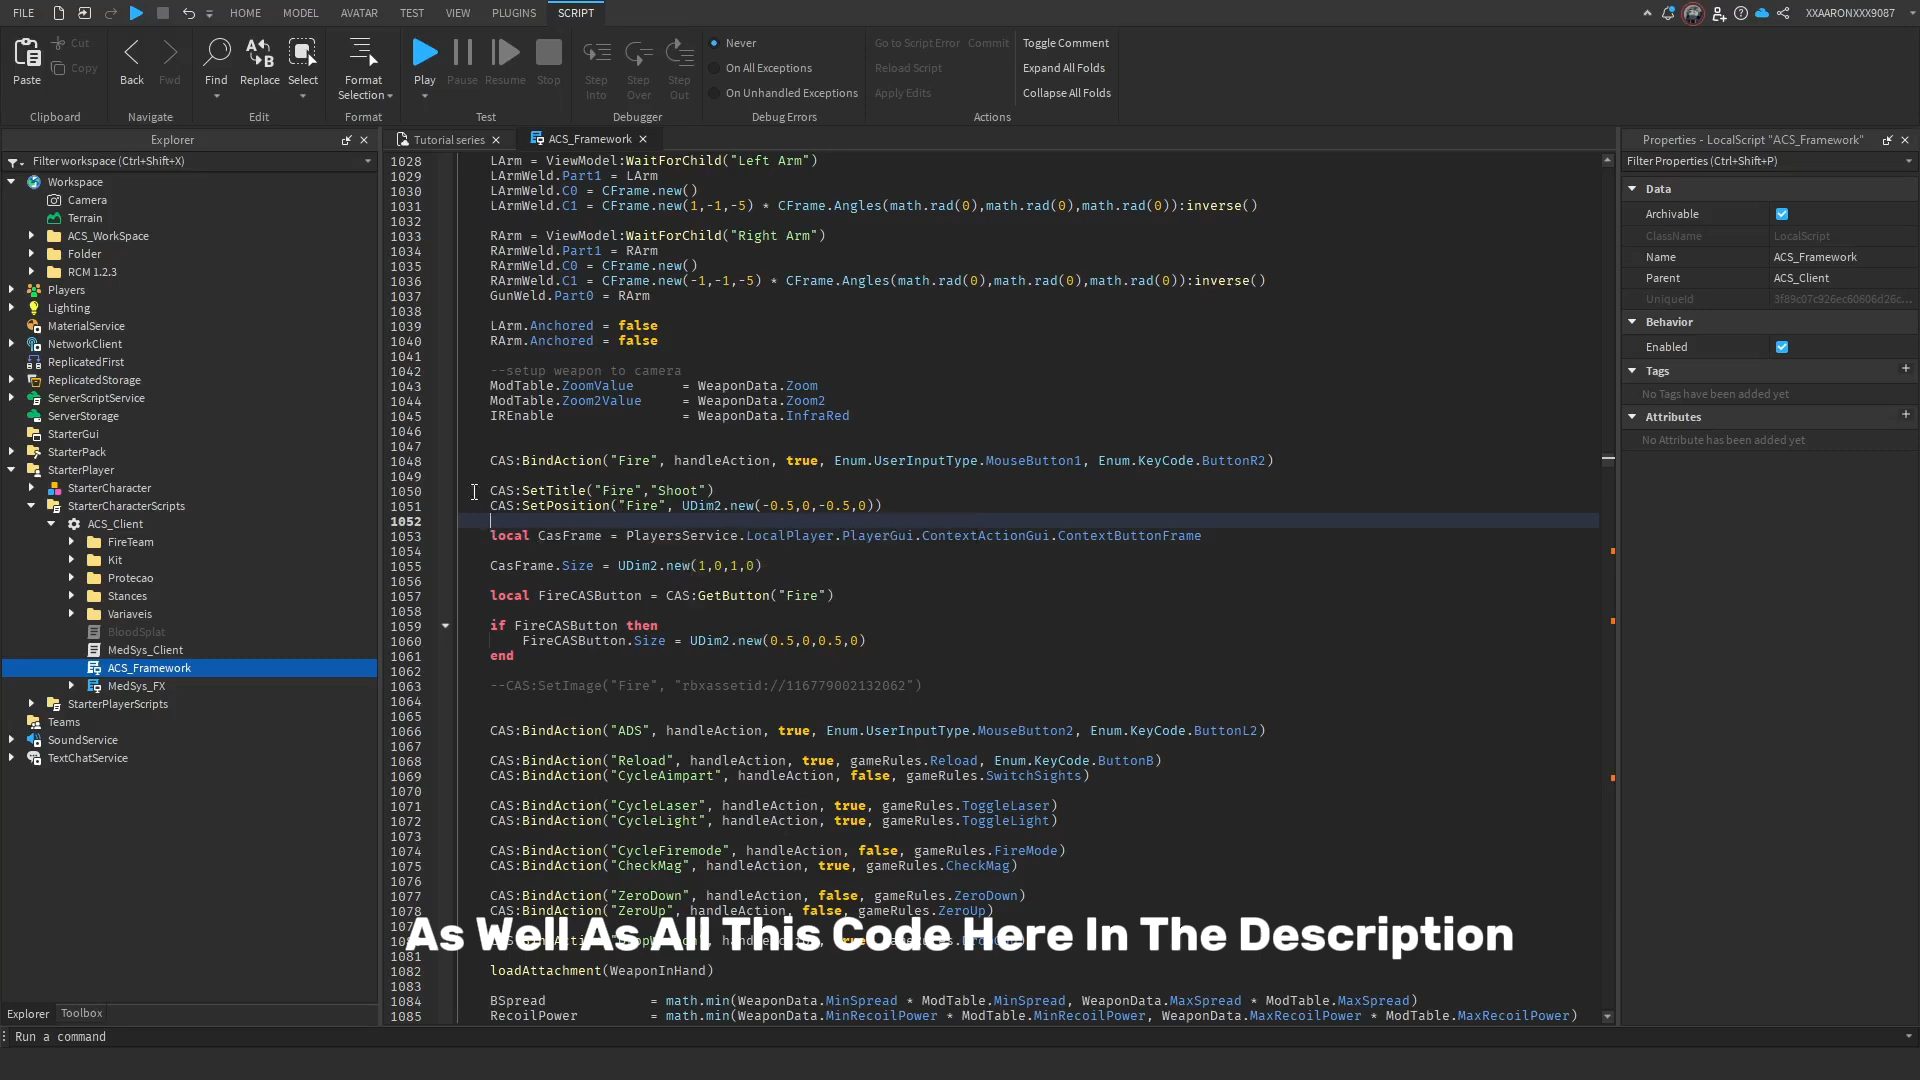 FILE HOME MODEL AVATAR TEST VIEW PLUGINS SCRIPT XXAARONXXX9087
Paste Cut Copy Back Fwd Find Replace Select Format Selection Play Pause Resume Stop Step Into Step Over Step Out
Never
On All Exceptions
On Unhandled Exceptions
Go to Script Error Commit
Reload Script
Apply Edits
Toggle Comment
Expand All Folds
Collapse All Folds
Clipboard Navigate Edit Format Test Debugger Debug Errors Actions
Explorer
Filter workspace (Ctrl+Shift+X)
Workspace
Camera
Terrain
ACS_WorkSpace
Folder
RCM 1.2.3
Players
Lighting
MaterialService
NetworkClient
ReplicatedFirst
ReplicatedStorage
ServerScriptService
ServerStorage
StarterGui
StarterPack
StarterPlayer
StarterCharacter
StarterCharacterScripts
ACS_Client
FireTeam
Kit
Protecao
Stances
Variaveis
BloodSplat
MedSys_Client
ACS_Framework
MedSys_FX
StarterPlayerScripts
Teams
SoundService
TextChatService
Explorer Toolbox
Run a command
Tutorial series ACS_Framework
1028 LArm = ViewModel:WaitForChild("Left Arm")
1029 LArmWeld.Part1 = LArm
1030 LArmWeld.C0 = CFrame.new()
1031 LArmWeld.C1 = CFrame.new(1,-1,-5) * CFrame.Angles(math.rad(0),math.rad(0),math.rad(0)):inverse()
1032
1033 RArm = ViewModel:WaitForChild("Right Arm")
1034 RArmWeld.Part1 = RArm
1035 RArmWeld.C0 = CFrame.new()
1036 RArmWeld.C1 = CFrame.new(-1,-1,-5) * CFrame.Angles(math.rad(0),math.rad(0),math.rad(0)):inverse()
1037 GunWeld.Part0 = RArm
1038
1039 LArm.Anchored = false
1040 RArm.Anchored = false
1041
1042 --setup weapon to camera
1043 ModTable.ZoomValue = WeaponData.Zoom
1044 ModTable.Zoom2Value = WeaponData.Zoom2
1045 IREnable = WeaponData.InfraRed
1046
1047
1048 CAS:BindAction("Fire", handleAction, true, Enum.UserInputType.MouseButton1, Enum.KeyCode.ButtonR2)
1049
1050 CAS:SetTitle("Fire","Shoot")
1051 CAS:SetPosition("Fire", UDim2.new(-0.5,0,-0.5,0))
1052
1053 local CasFrame = PlayersService.LocalPlayer.PlayerGui.ContextActionGui.ContextButtonFrame
1054
1055 CasFrame.Size = UDim2.new(1,0,1,0)
1056
1057 local FireCASButton = CAS:GetButton("Fire")
1058
1059 if FireCASButton then
1060 FireCASButton.Size = UDim2.new(0.5,0,0.5,0)
1061 end
1062
1063 --CAS:SetImage("Fire", "rbxassetid://116779002132062")
1064
1065
1066 CAS:BindAction("ADS", handleAction, true, Enum.UserInputType.MouseButton2, Enum.KeyCode.ButtonL2)
1067
1068 CAS:BindAction("Reload", handleAction, true, gameRules.Reload, Enum.KeyCode.ButtonB)
1069 CAS:BindAction("CycleAimpart", handleAction, false, gameRules.SwitchSights)
1070
1071 CAS:BindAction("CycleLaser", handleAction, true, gameRules.ToggleLaser)
1072 CAS:BindAction("CycleLight", handleAction, true, gameRules.ToggleLight)
1073
1074 CAS:BindAction("CycleFiremode", handleAction, false, gameRules.FireMode)
1075 CAS:BindAction("CheckMag", handleAction, true, gameRules.CheckMag)
1076
1077 CAS:BindAction("ZeroDown", handleAction, false, gameRules.ZeroDown)
1078 CAS:BindAction("ZeroUp", handleAction, false, gameRules.ZeroUp)
As Well As All This Code Here In The Description
1081
1082 loadAttachment(WeaponInHand)
1083
1084 BSpread = math.min(WeaponData.MinSpread * ModTable.MinSpread, WeaponData.MaxSpread * ModTable.MaxSpread)
1085 RecoilPower = math.min(WeaponData.MinRecoilPower * ModTable.MinRecoilPower, WeaponData.MaxRecoilPower * ModTable.MaxRecoilPower)
Properties - LocalScript "ACS_Framework"
Filter Properties (Ctrl+Shift+P)
Data
Archivable
ClassName LocalScript
Name ACS_Framework
Parent ACS_Client
UniqueId 3f89c07c926ec60606d26c...
Behavior
Enabled
Tags
No Tags have been added yet
Attributes
No Attribute has been added yet